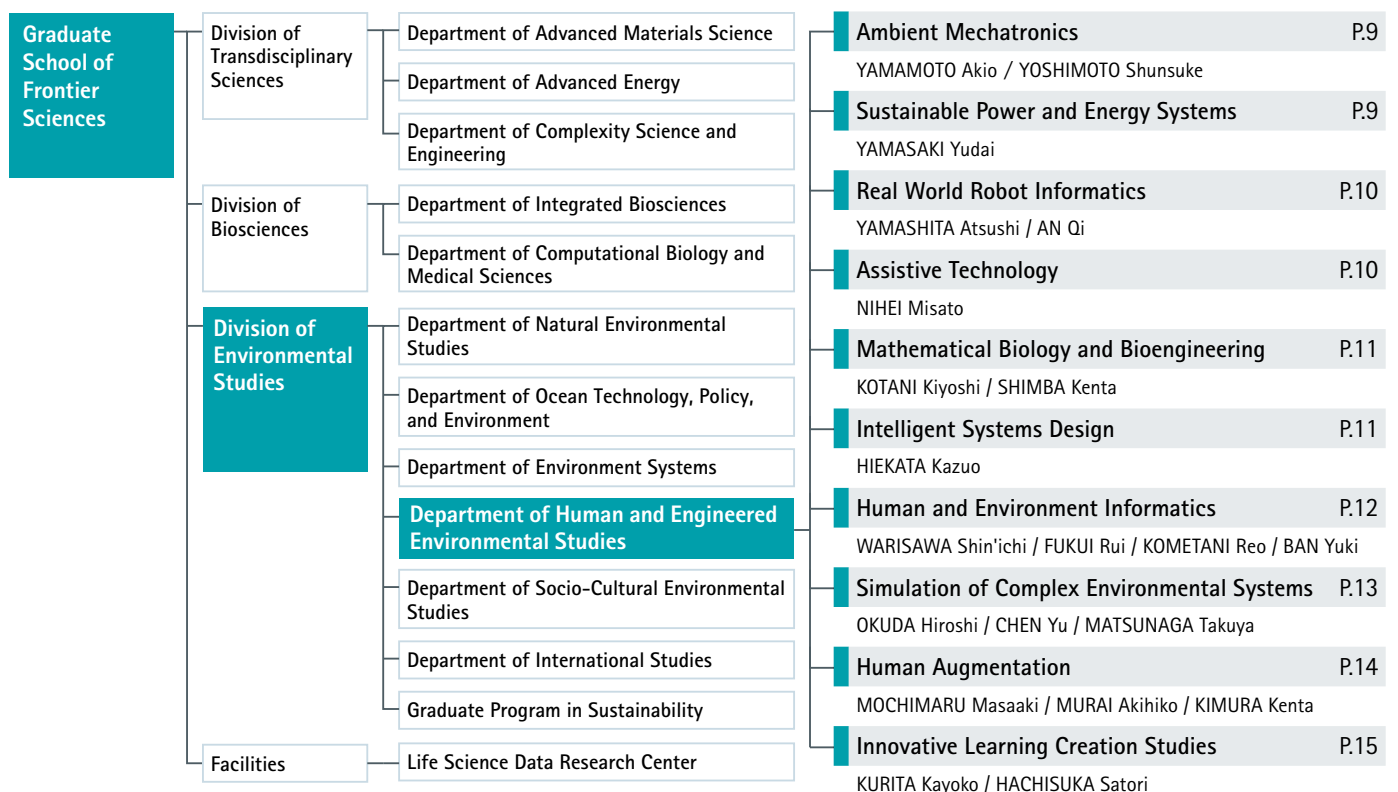 Graduate
School of
Frontier
Sciences
Division of
Transdisciplinary
Sciences
Department of Advanced Materials Science
Department of Advanced Energy
Department of Complexity Science and
Engineering
Division of
Biosciences
Department of Integrated Biosciences
Department of Computational Biology and
Medical Sciences
Division of
Environmental
Studies
Department of Natural Environmental
Studies
Department of Ocean Technology, Policy,
and Environment
Department of Environment Systems
Department of Human and Engineered
Environmental Studies
Department of Socio-Cultural Environmental
Studies
Department of International Studies
Graduate Program in Sustainability
Facilities
Life Science Data Research Center
Ambient Mechatronics P.9
YAMAMOTO Akio / YOSHIMOTO Shunsuke
Sustainable Power and Energy Systems P.9
YAMASAKI Yudai
Real World Robot Informatics P.10
YAMASHITA Atsushi / AN Qi
Assistive Technology P.10
NIHEI Misato
Mathematical Biology and Bioengineering P.11
KOTANI Kiyoshi / SHIMBA Kenta
Intelligent Systems Design P.11
HIEKATA Kazuo
Human and Environment Informatics P.12
WARISAWA Shin'ichi / FUKUI Rui / KOMETANI Reo / BAN Yuki
Simulation of Complex Environmental Systems P.13
OKUDA Hiroshi / CHEN Yu / MATSUNAGA Takuya
Human Augmentation P.14
MOCHIMARU Masaaki / MURAI Akihiko / KIMURA Kenta
Innovative Learning Creation Studies P.15
KURITA Kayoko / HACHISUKA Satori